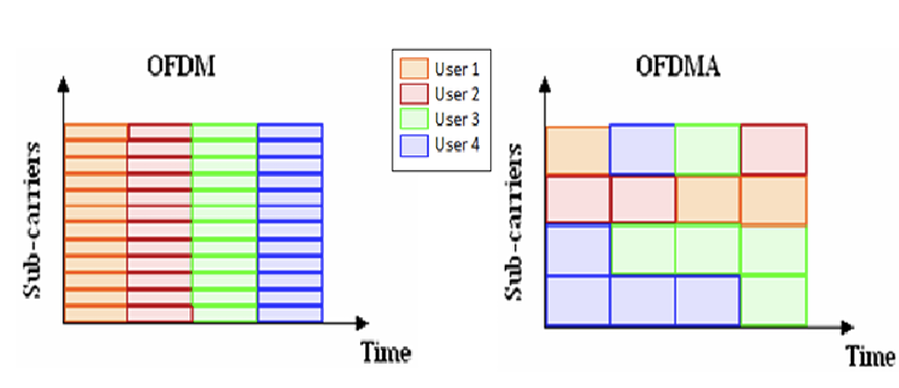 OFDM
Sub-carriers
Time
User 1
User 2
User 3
User 4
OFDMA
Sub-carriers
Time